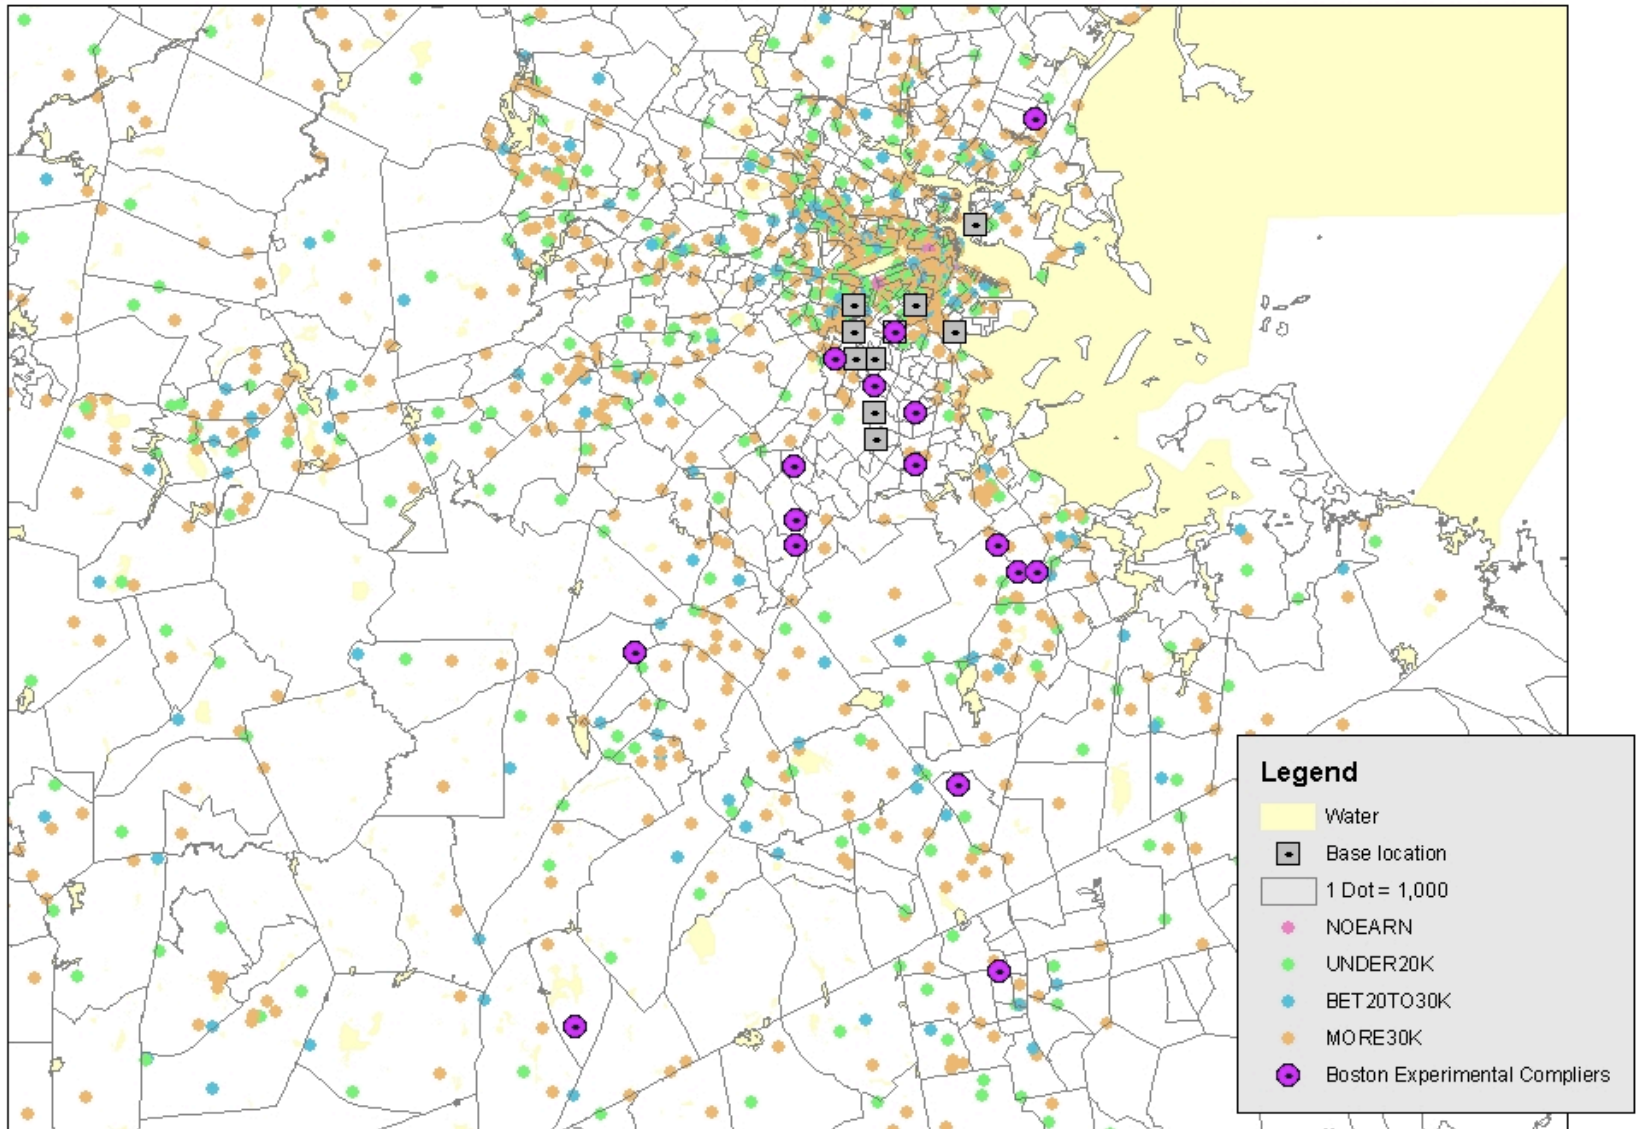 Legend
Water
Base location
1 Dot = 1,000
NOEARN
UNDER20K
BET20TO30K
MORE30K
Boston Experimental Compliers